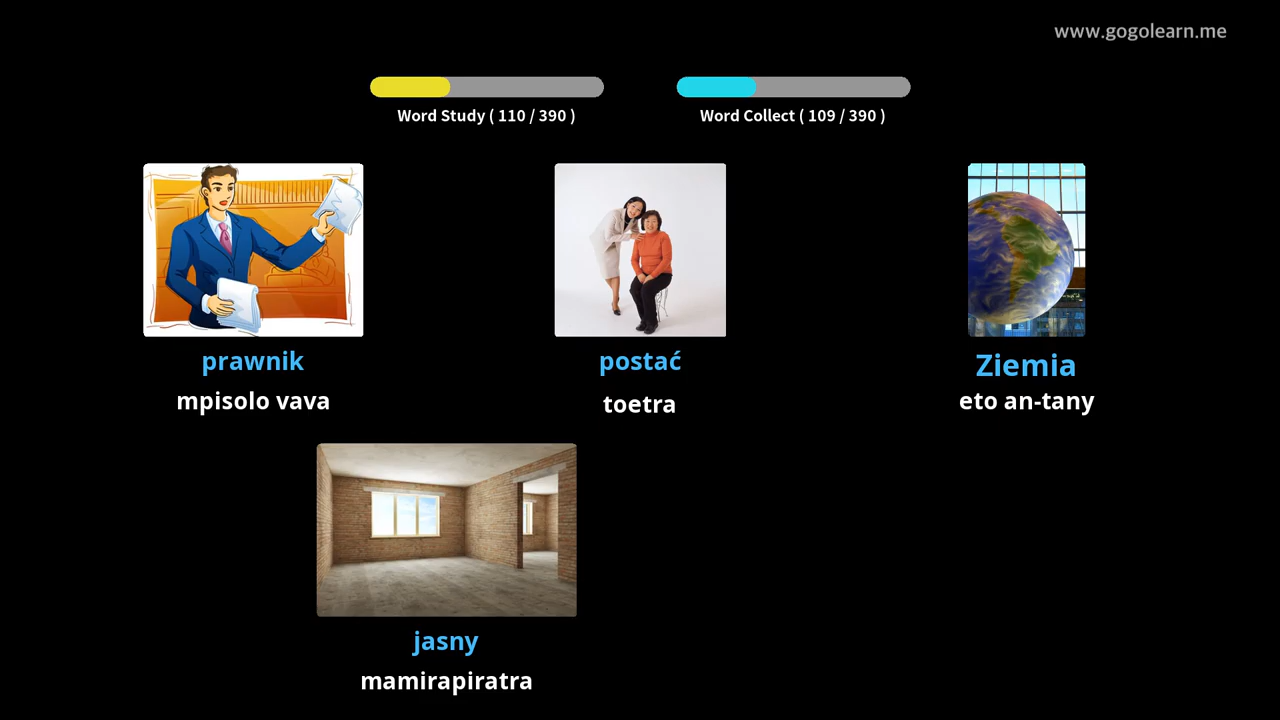 www.gogolearn.me
Word Study ( 110 / 390 )
Word Collect ( 109 / 390 )
prawnik
mpisolo vava
postać
toetra
Ziemia
eto an-tany
jasny
mamirapiratra